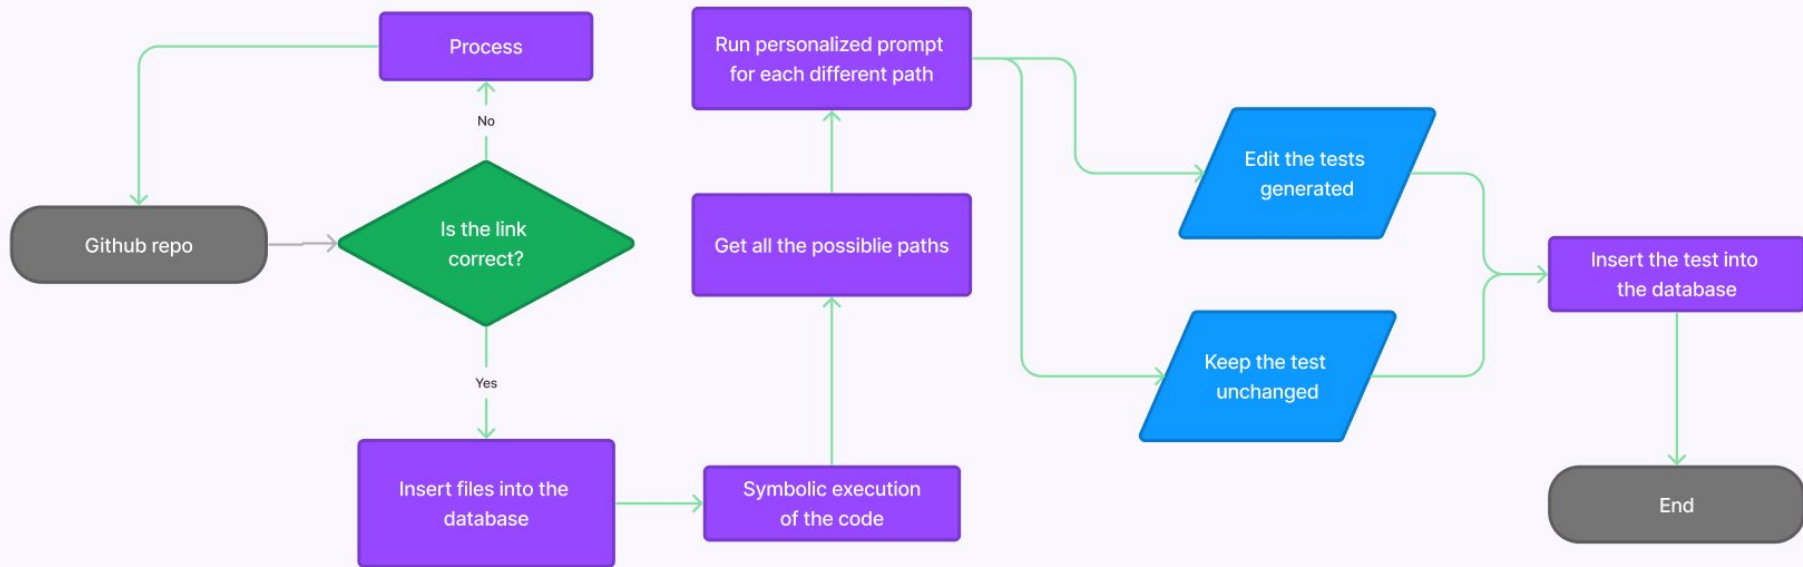 Process
No
Github repo
Is the link
correct?
Yes
Insert files into the
database
Symbolic execution
of the code
Get all the possiblie paths
Run personalized prompt
for each different path
Edit the tests
generated
Keep the test
unchanged
Insert the test into
the database
End